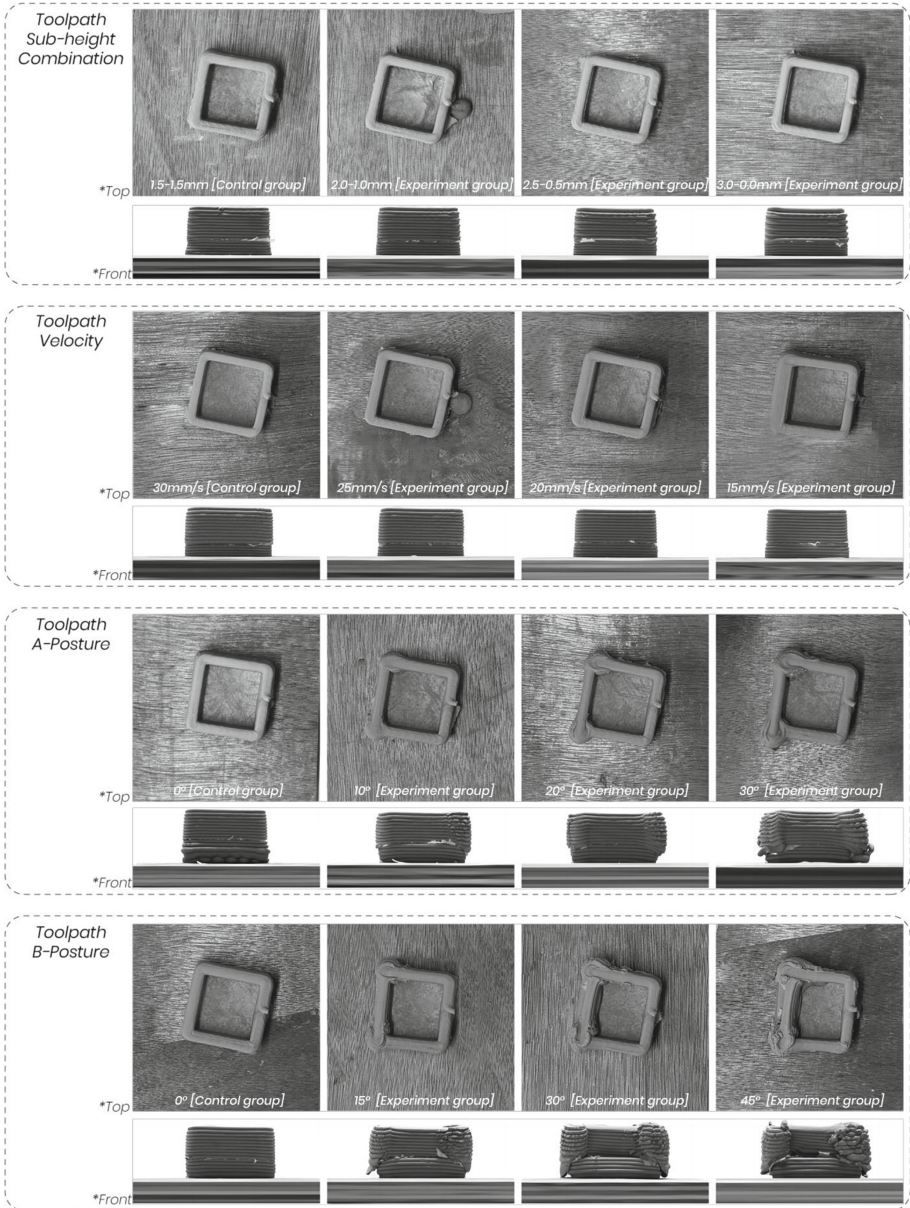 Toolpath
Sub-height
Combination
*Top
1.5-1.5mm [Control group]
2.0-1.0mm [Experiment group]
2.5-0.5mm [Experiment group]
3.0-0.0mm [Experiment group]
*Front
Toolpath
Velocity
*Top
30mm/s [Control group]
25mm/s [Experiment group]
20mm/s [Experiment group]
15mm/s [Experiment group]
*Front
Toolpath
A-Posture
*Top
0° [Control group]
10° [Experiment group]
20° [Experiment group]
30° [Experiment group]
*Front
Toolpath
B-Posture
*Top
0° [Control group]
15° [Experiment group]
30° [Experiment group]
45° [Experiment group]
*Front